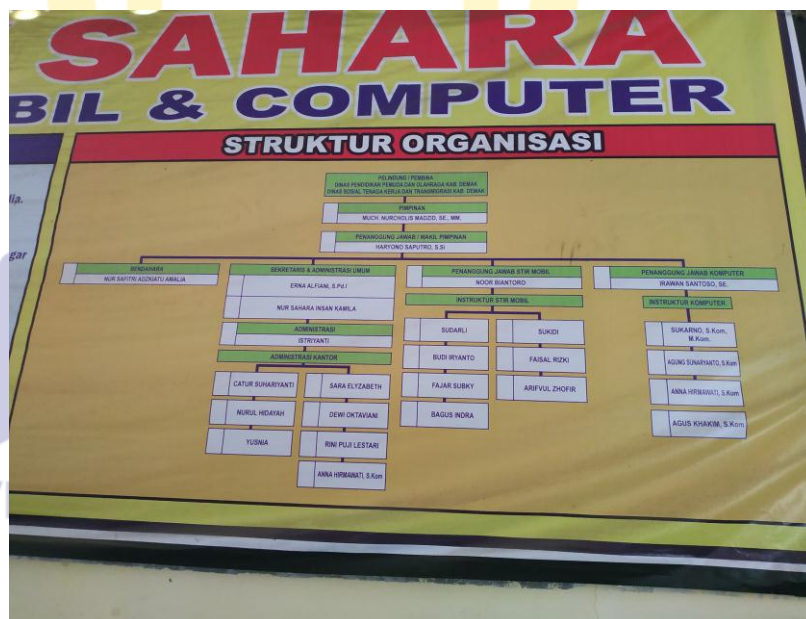 SAHARA
BIL & COMPUTER
lia.
gar
STRUKTUR ORGANISASI
PELINDUNG / PEMBINA
DINAS PENDIDIKAN PEMUDA DAN OLAHRAGA KAB. DEMAK
DINAS SOSIAL TENAGA KERJA DAN TRANSMIGRASI KAB. DEMAK
PIMPINAN
MUCH. NURCHOLIS MADZID, SE., MM.
PENANGGUNG JAWAB / WAKIL PIMPINAN
HARYONO SAPUTRO, S.Si
BENDAHARA
NUR SAFITRI ADZKIATU AMALIA
SEKRETARIS & ADMINISTRASI UMUM
ERNA ALFIANI, S.Pd.I
NUR SAHARA INSAN KAMILA
ADMINISTRASI
ISTRIYANTI
ADMINISTRASI KANTOR
CATUR SUHARIYANTI
NURUL HIDAYAH
YUSNIA
SARA ELYZABETH
DEWI OKTAVIANI
RINI PUJI LESTARI
ANNA HIRMAWATI, S.Kom
PENANGGUNG JAWAB STIR MOBIL
NOOR BIANTORO
INSTRUKTUR STIR MOBIL
SUDARLI
BUDI IRYANTO
FAJAR SUBKY
BAGUS INDRA
SUKIDI
FAISAL RIZKI
ARIFVUL ZHOFIR
PENANGGUNG JAWAB KOMPUTER
IRAWAN SANTOSO, SE.
INSTRUKTUR KOMPUTER
SUKARNO, S.Kom,
M.Kom.
AGUNG SUNARYANTO, S.Kom
ANNA HIRMAWATI, S.Kom
AGUS KHAKIM, S.Kom